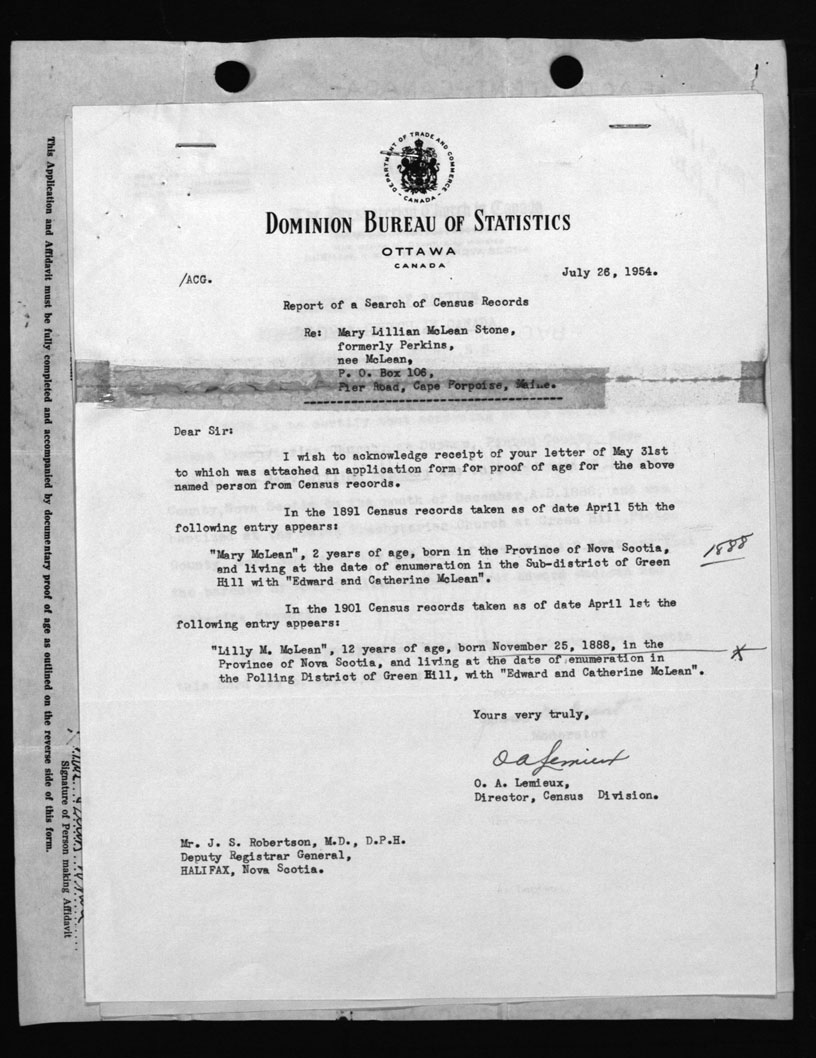 DEPARTMENT OF TRADE AND COMMERCE
- CANADA -
DOMINION BUREAU OF STATISTICS
OTTAWA
CANADA
/ACG.
July 26, 1954.
Report of a Search of Census Records
Re: Mary Lillian McLean Stone,
formerly Perkins,
nee McLean,
P. O. Box 106,
Pier Road, Cape Porpoise, Maine.
Dear Sir:
I wish to acknowledge receipt of your letter of May 31st
to which was attached an application form for proof of age for the above
named person from Census records.
In the 1891 Census records taken as of date April 5th the
following entry appears:
"Mary McLean", 2 years of age, born in the Province of Nova Scotia,
and living at the date of enumeration in the Sub-district of Green
Hill with "Edward and Catherine McLean".
1888
In the 1901 Census records taken as of date April 1st the
following entry appears:
"Lilly M. McLean", 12 years of age, born November 25, 1888, in the
Province of Nova Scotia, and living at the date of enumeration in
the Polling District of Green Hill, with "Edward and Catherine McLean".
Yours very truly,
O A Lemieux
O. A. Lemieux,
Director, Census Division.
Mr. J. S. Robertson, M.D., D.P.H.
Deputy Registrar General,
HALIFAX, Nova Scotia.
This Application and Affidavit must be fully completed and accompanied by documentary proof of age as outlined on the reverse side of this form.
Signature of Person making Affidavit